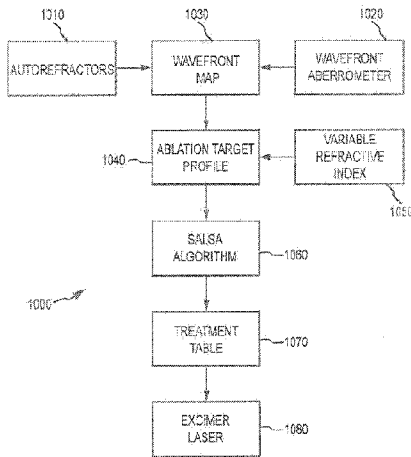 1010
1030
1020
AUTOREFRACTORS
WAVEFRONT
MAP
WAVEFRONT
ABERROMETER
1040
ABLATION TARGET
PROFILE
VARIABLE
REFRACTIVE
INDEX
1050
SALSA
ALGORITHM
1060
1000
TREATMENT
TABLE
1070
EXCIMER
LASER
1080